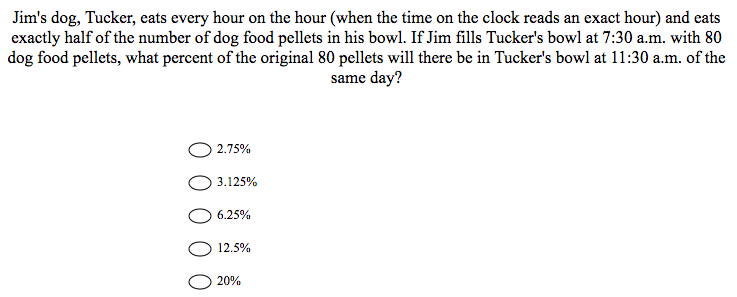 Jim's dog, Tucker, eats every hour on the hour (when the time on the clock reads an exact hour) and eats
exactly half of the number of dog food pellets in his bowl. If Jim fills Tucker's bowl at 7:30 a.m. with 80
dog food pellets, what percent of the original 80 pellets will there be in Tucker's bowl at 11:30 a.m. of the
same day?
2.75%
3.125%
6.25%
12.5%
20%